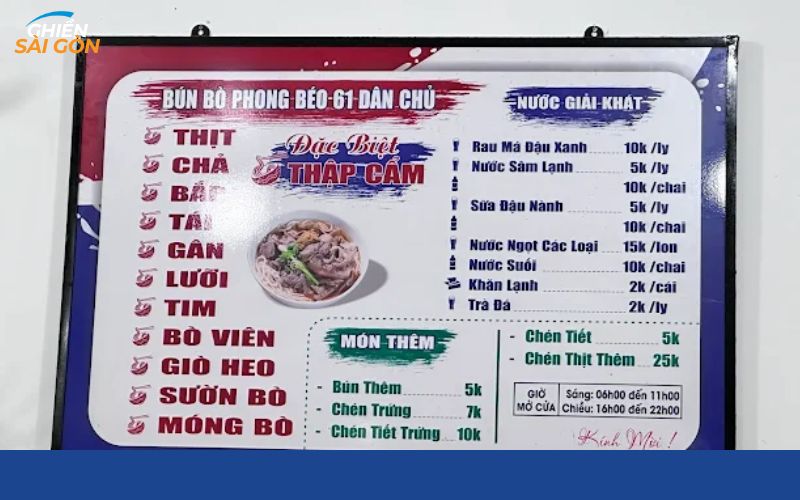 GHIỀN
SÀI GÒN
BÚN BÒ PHONG BÉO 61 DÂN CHỦ
THỊT
CHẢ
BẮP
TÁI
GÂN
LƯỠI
TIM
BÒ VIÊN
GIÒ HEO
SƯỜN BÒ
MÓNG BÒ
Đặc Biệt
THẬP CẨM
NƯỚC GIẢI KHÁT
Rau Má Đậu Xanh 10k /ly
Nước Sâm Lạnh 5k /ly
10k /chai
Sữa Đậu Nành 5k /ly
10k /chai
Nước Ngọt Các Loại 15k /lon
Nước Suối 10k /chai
Khăn Lạnh 2k /cái
Trà Đá 2k /ly
MÓN THÊM
- Bún Thêm 5k
- Chén Trứng 7k
- Chén Tiết Trứng 10k
- Chén Tiết 5k
- Chén Thịt Thêm 25k
GIỜ MỞ CỬA
Sáng: 06h00 đến 11h00
Chiều: 16h00 đến 22h00
Kính Mời !